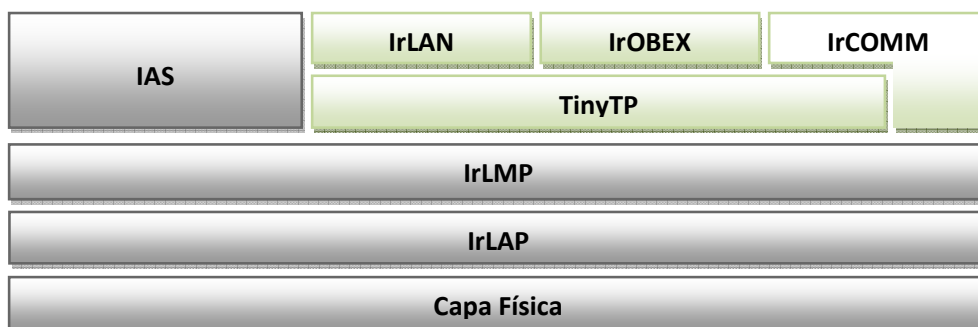 IrLAN IrOBEX IrCOMM
IAS
TinyTP
IrLMP
IrLAP
Capa Física